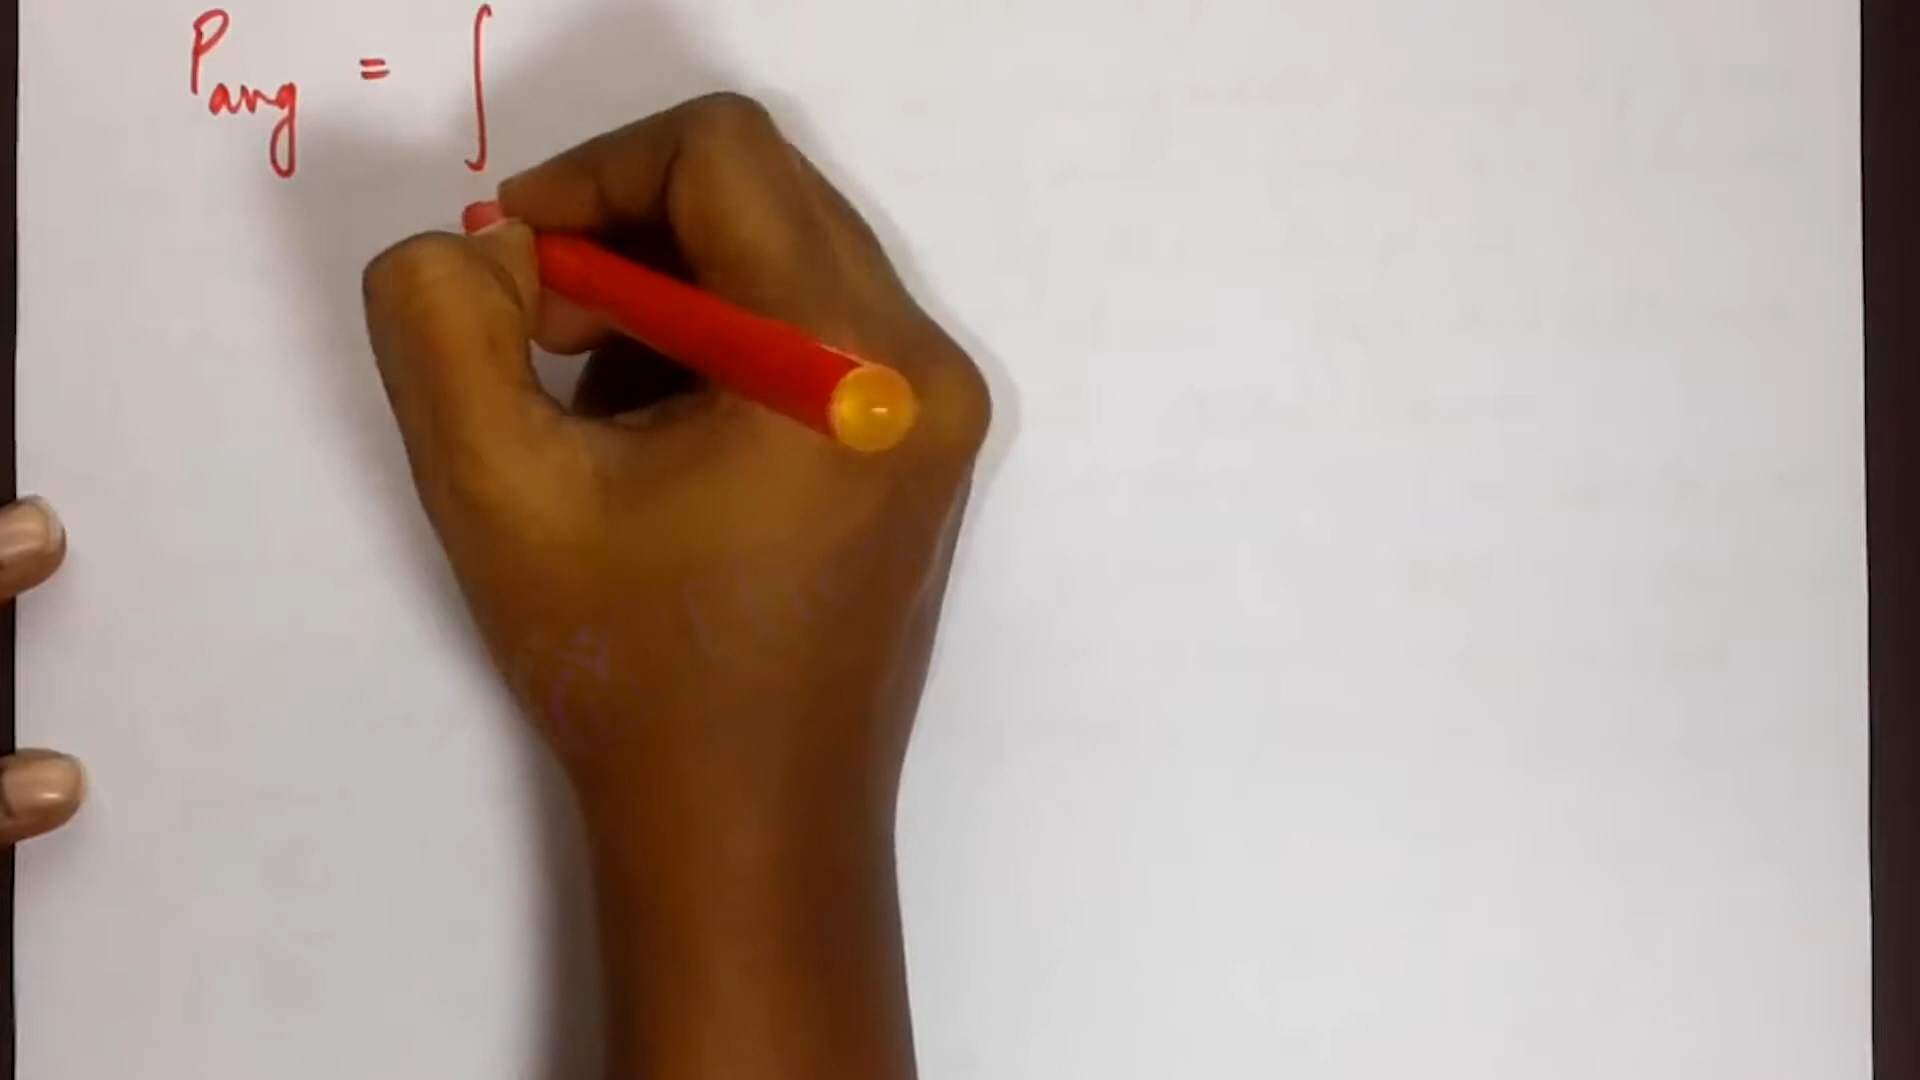 Pavg = ∫